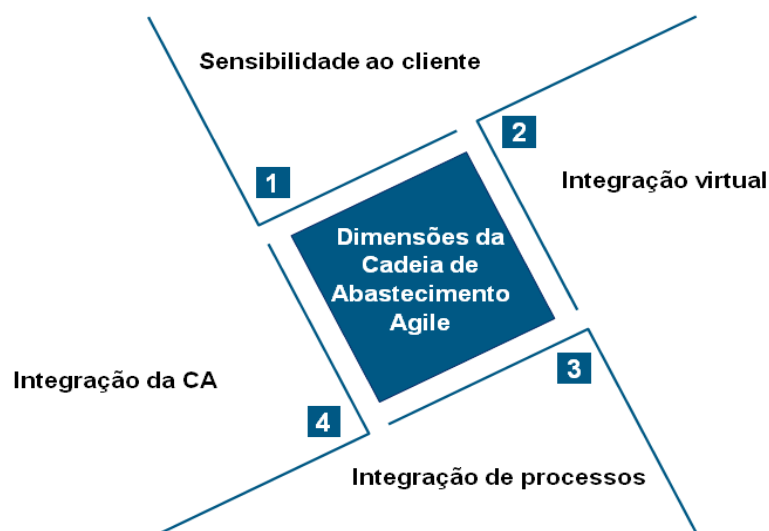 Sensibilidade ao cliente
1
2
Integração virtual
Dimensões da
Cadeia de
Abastecimento
Agile
3
Integração da CA
4
Integração de processos